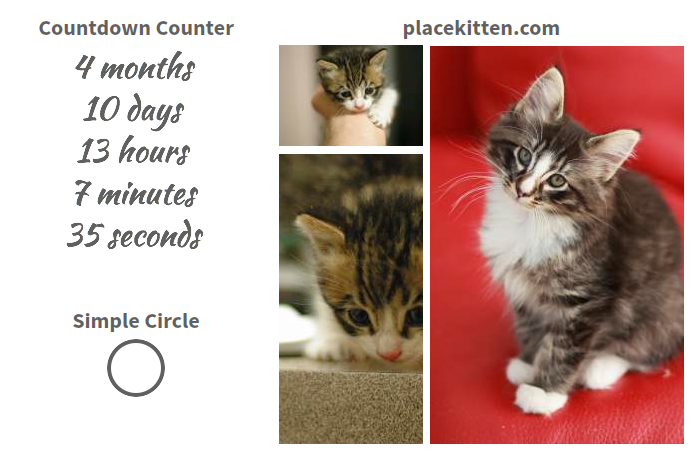 Countdown Counter
4 months
10 days
13 hours
7 minutes
35 seconds
Simple Circle
placekitten.com